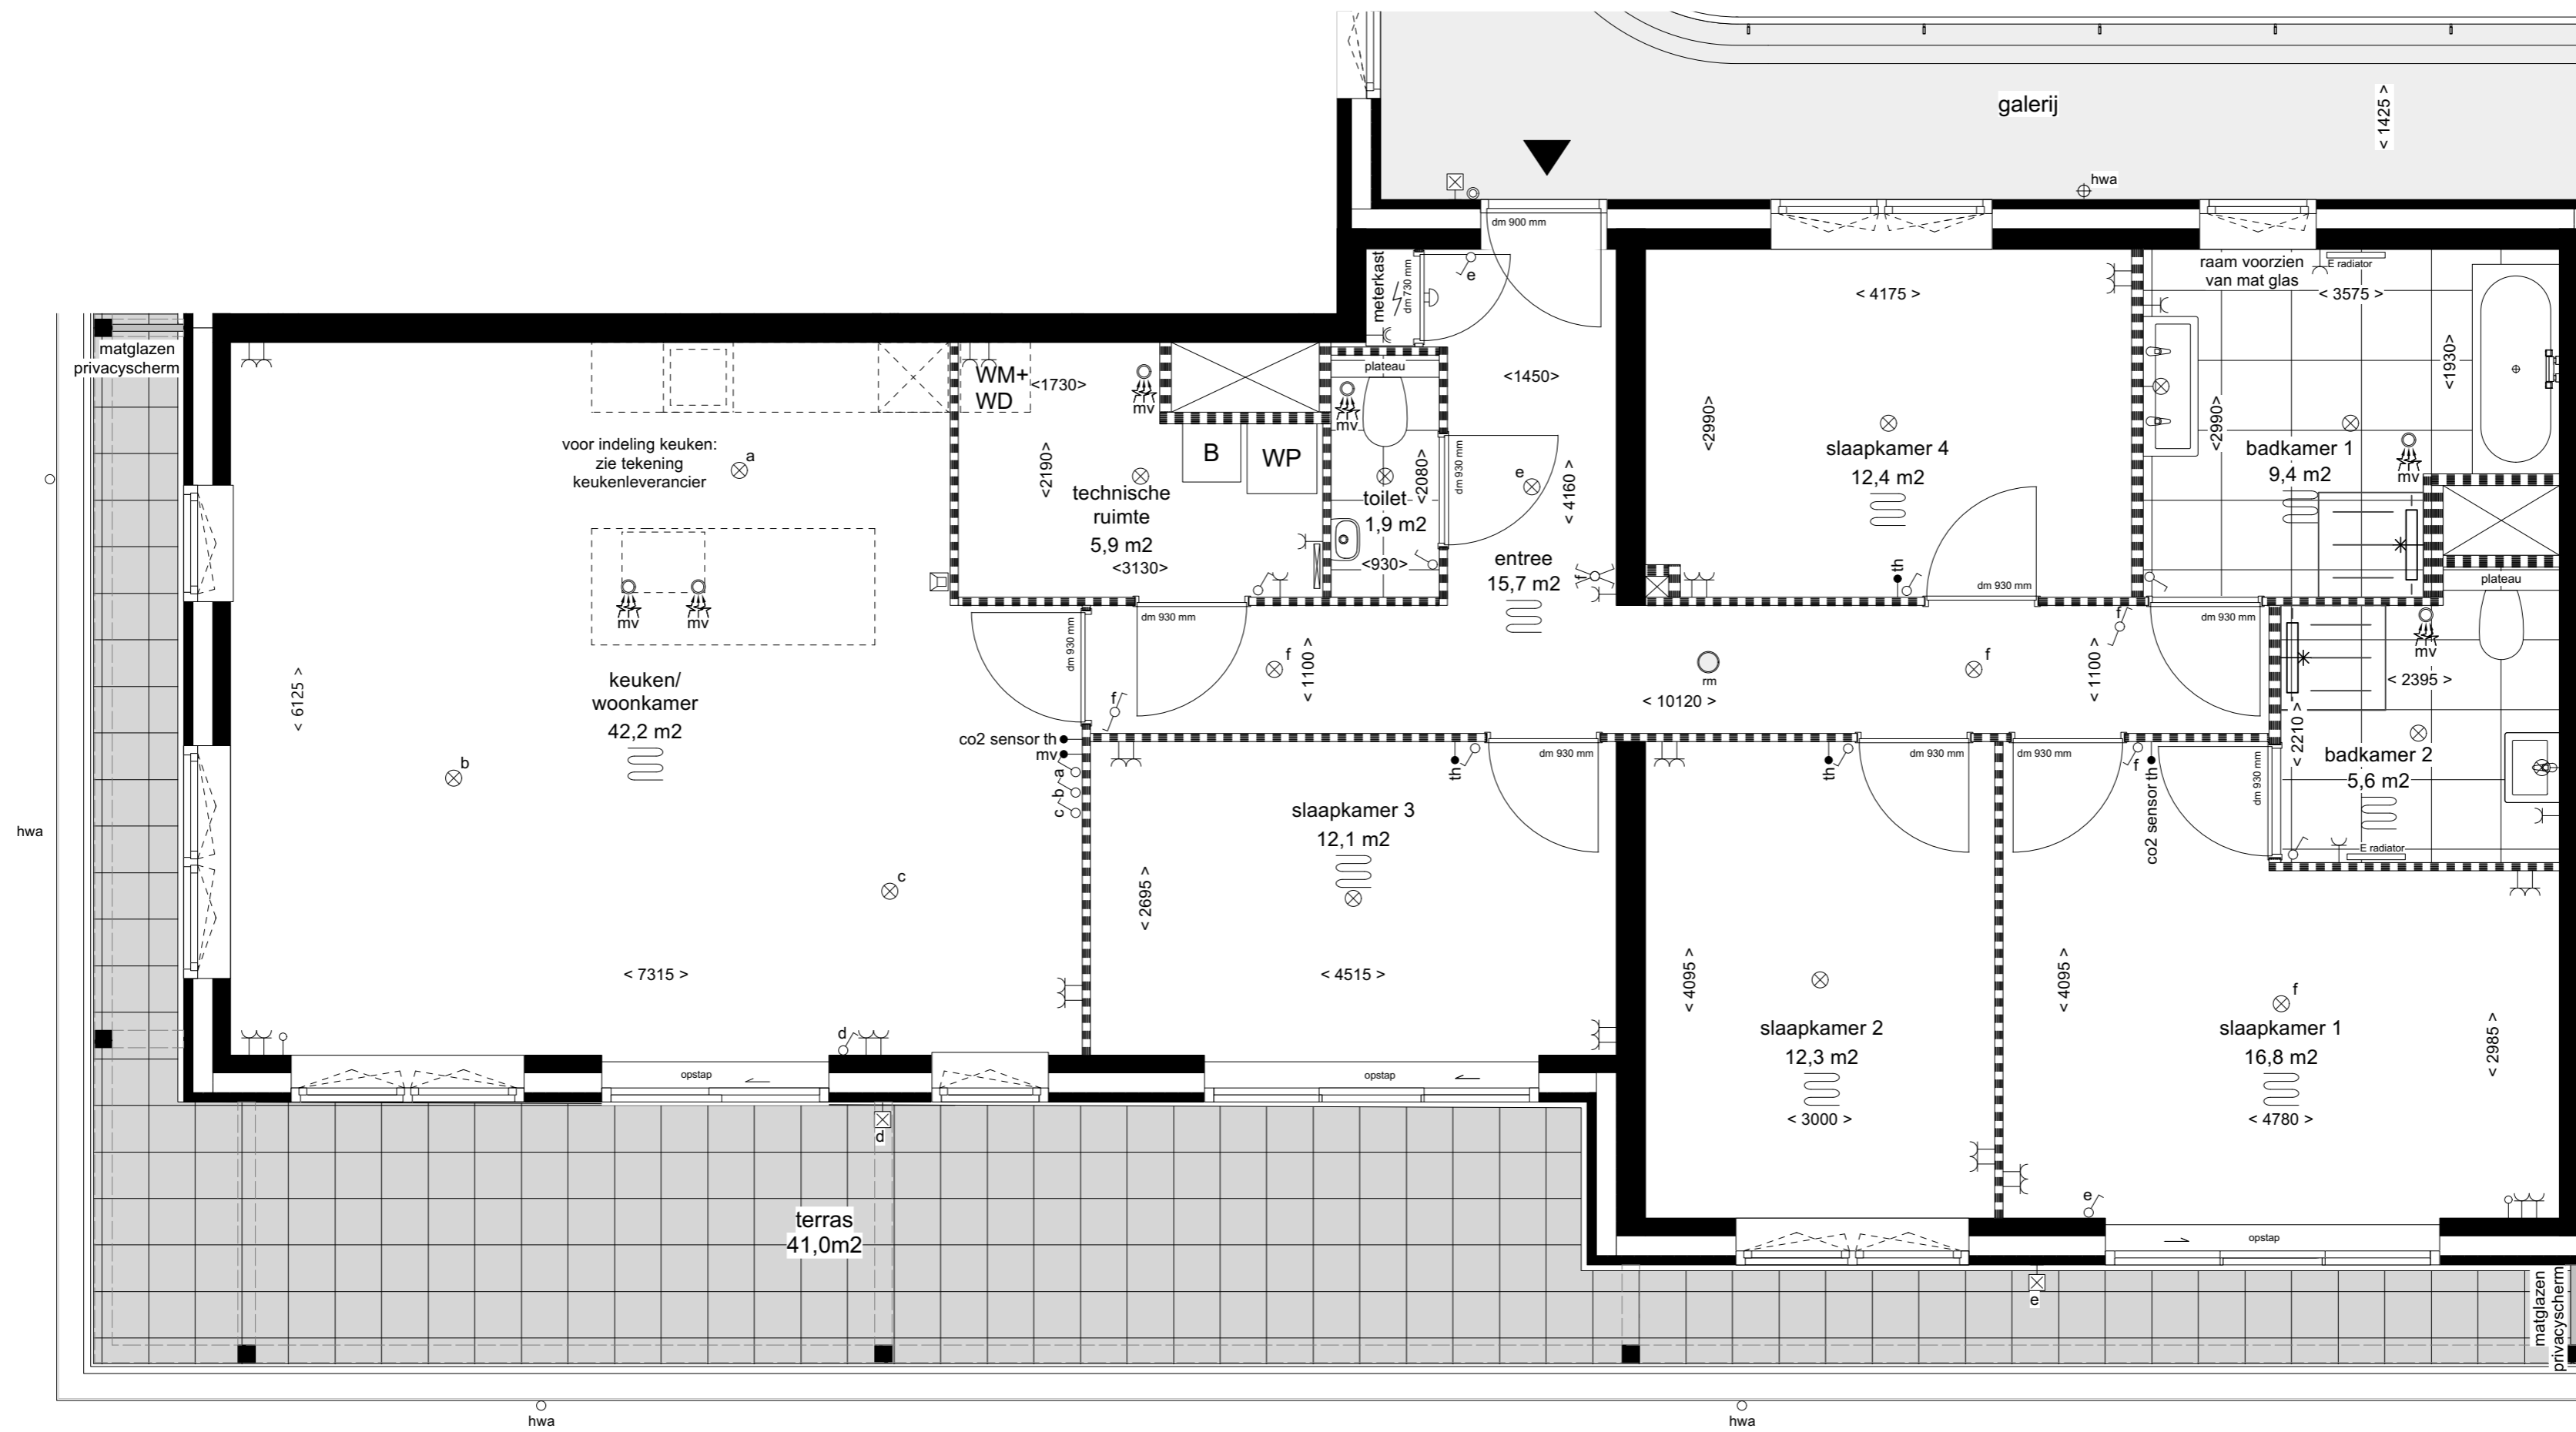 galerij
< 1425 >
hwa
dm 900 mm
meterkast
dm 730 mm
e
raam voorzien
van mat glas
E radiator
< 4175 >
< 3575 >
matglazen
privacyscherm
WM+
WD
<1730>
mv
plateau
mv
<1450>
<2990>
<2990>
<1930>
voor indeling keuken:
zie tekening
keukenleverancier
a
<2190>
B
WP
<2080>
dm 930 mm
e
< 4160 >
slaapkamer 4
12,4 m2
badkamer 1
9,4 m2
mv
technische
ruimte
5,9 m2
<3130>
toilet
1,9 m2
<930>
entree
15,7 m2
f
th
dm 930 mm
plateau
mv
mv
dm 930 mm
dm 930 mm
f
dm 930 mm
mv
< 6125 >
keuken/
woonkamer
42,2 m2
f
f
< 1100 >
rm
< 10120 >
f
< 1100 >
< 2395 >
< 2210 >
co2 sensor th
mv
a
b
c
b
th
dm 930 mm
th
dm 930 mm
dm 930 mm
f
co2 sensor th
dm 930 mm
badkamer 2
5,6 m2
E radiator
hwa
slaapkamer 3
12,1 m2
c
< 2695 >
< 7315 >
< 4515 >
< 4095 >
< 4095 >
f
slaapkamer 2
12,3 m2
< 3000 >
slaapkamer 1
16,8 m2
< 4780 >
< 2985 >
d
opstap
opstap
d
e
opstap
terras
41,0m2
e
matglazen
privacyscherm
hwa
hwa